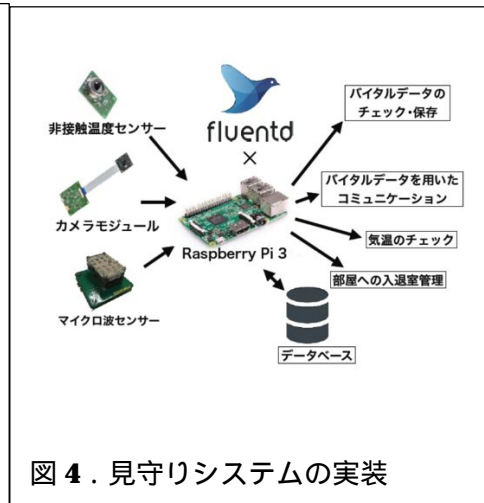 fluentd
×
Raspberry Pi 3
非接触温度センサー
カメラモジュール
マイクロ波センサー
バイタルデータの
チェック・保存
バイタルデータを用いた
コミュニケーション
気温のチェック
部屋への入退室管理
データベース
図 4 . 見守りシステムの実装